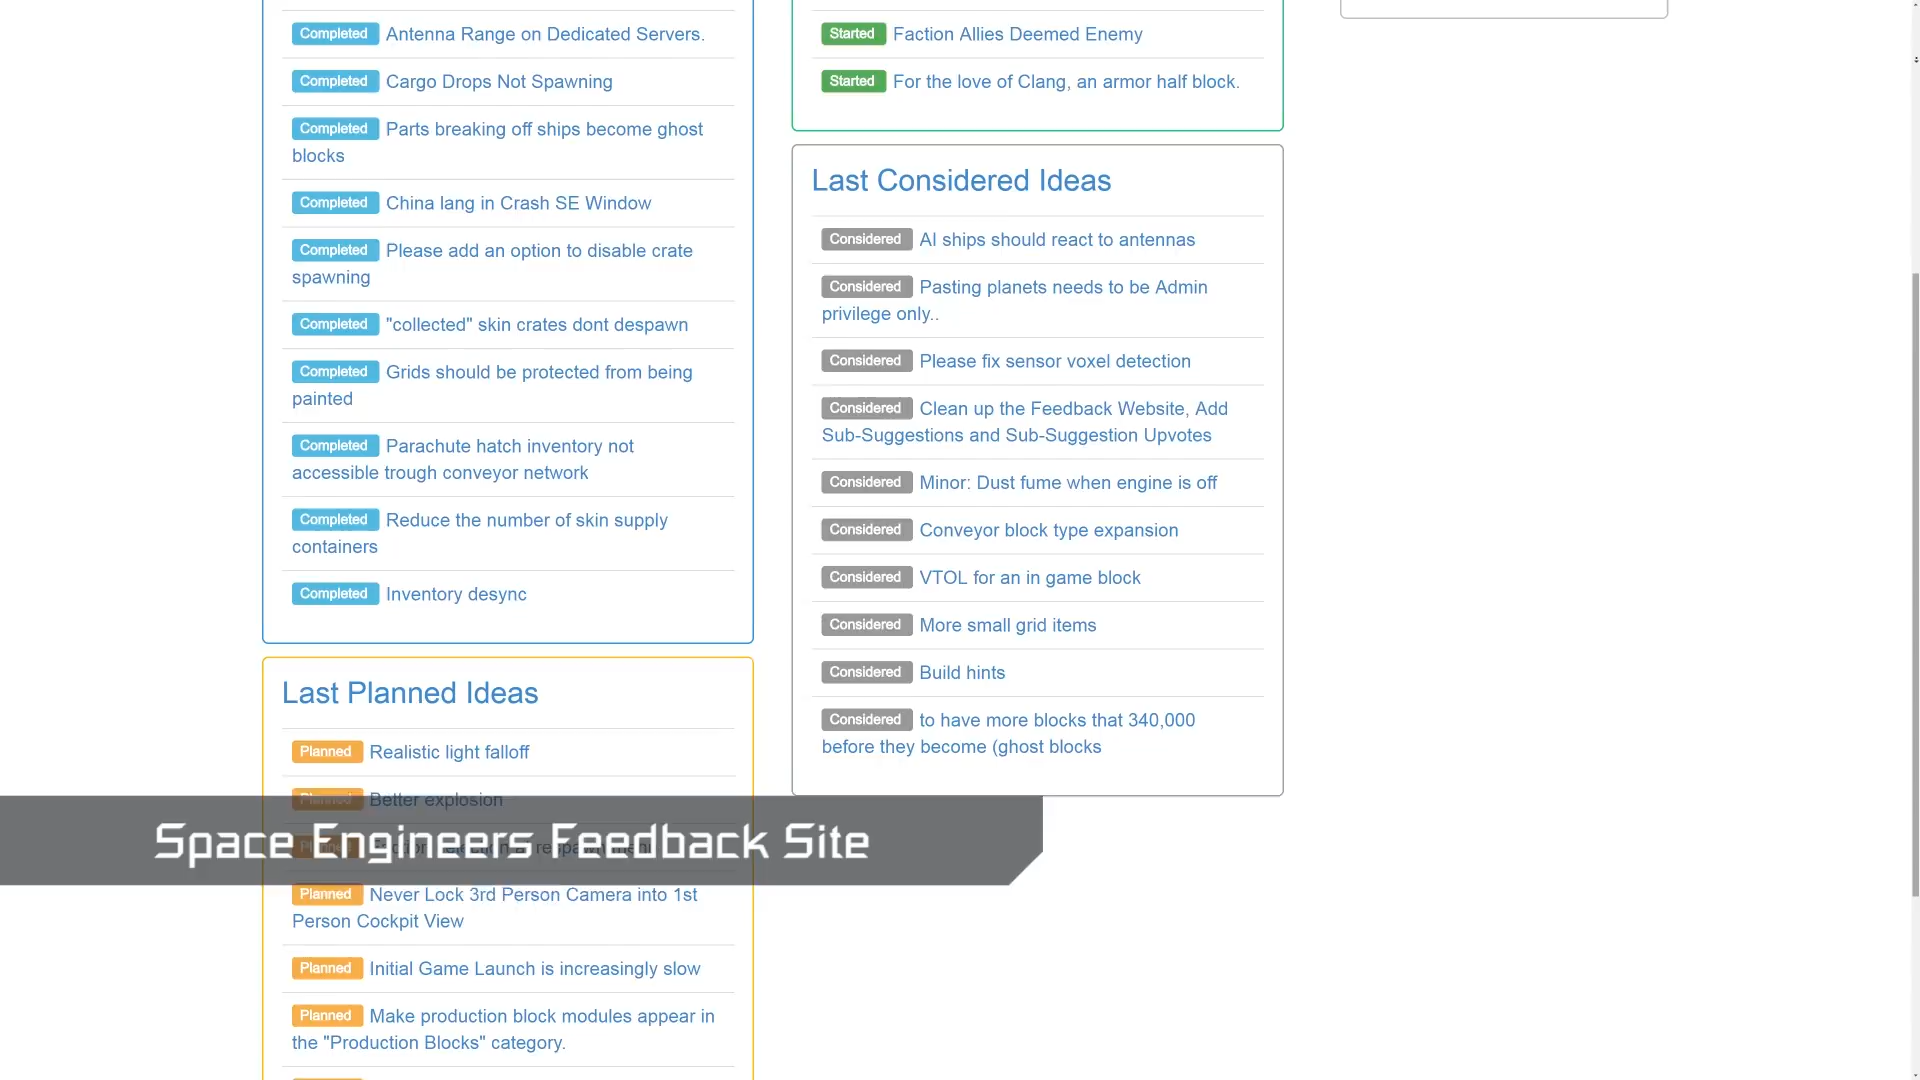 Completed Antenna Range on Dedicated Servers.
Completed Cargo Drops Not Spawning
Completed Parts breaking off ships become ghost
blocks
Completed China lang in Crash SE Window
Completed Please add an option to disable crate
spawning
Completed "collected" skin crates dont despawn
Completed Grids should be protected from being
painted
Completed Parachute hatch inventory not
accessible trough conveyor network
Completed Reduce the number of skin supply
containers
Completed Inventory desync
Last Planned Ideas
Planned Realistic light falloff
Planned Better explosion
Space Engineers Feedback Site
Planned Never Lock 3rd Person Camera into 1st
Person Cockpit View
Planned Initial Game Launch is increasingly slow
Planned Make production block modules appear in
the "Production Blocks" category.
Started Faction Allies Deemed Enemy
Started For the love of Clang, an armor half block.
Last Considered Ideas
Considered AI ships should react to antennas
Considered Pasting planets needs to be Admin
privilege only..
Considered Please fix sensor voxel detection
Considered Clean up the Feedback Website, Add
Sub-Suggestions and Sub-Suggestion Upvotes
Considered Minor: Dust fume when engine is off
Considered Conveyor block type expansion
Considered VTOL for an in game block
Considered More small grid items
Considered Build hints
Considered to have more blocks that 340,000
before they become (ghost blocks